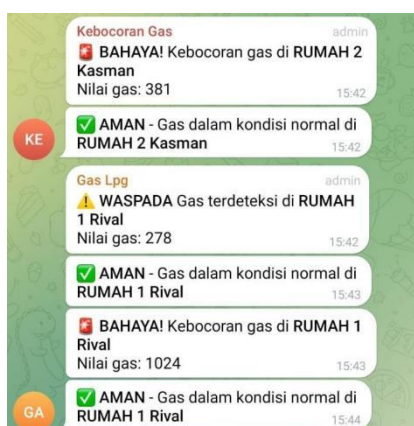 Kebocoran Gas admin
🚨 BAHAYA! Kebocoran gas di RUMAH 2
Kasman
Nilai gas: 381 15:42
✅ AMAN - Gas dalam kondisi normal di
RUMAH 2 Kasman 15:42
KE
Gas Lpg admin
⚠️ WASPADA Gas terdeteksi di RUMAH
1 Rival
Nilai gas: 278 15:42
✅ AMAN - Gas dalam kondisi normal di
RUMAH 1 Rival 15:43
🚨 BAHAYA! Kebocoran gas di RUMAH 1
Rival
Nilai gas: 1024 15:43
✅ AMAN - Gas dalam kondisi normal di
RUMAH 1 Rival 15:44
GA